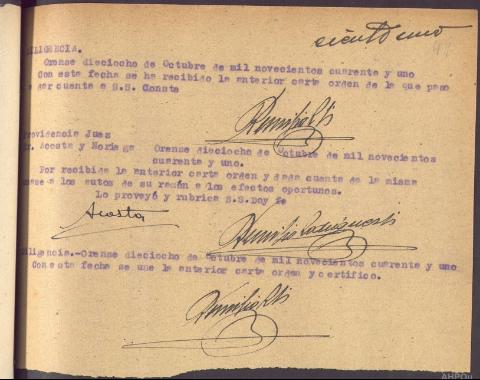 ciento uno
DILIGENCIA.
Orense dieciocho de Octubre de mil novecientos cuarenta y uno
Con esta fecha se ha recibido la anterior carta orden de la que paso
a dar cuenta a S.S. Consta
Providencia Juez
Sr. Acosta y Noriega Orense dieciocho de Octubre de mil novecientos
cuarenta y uno.
Por recibida la anterior carta orden y dada cuenta de la misma
unase a los autos de su razón a los efectos oportunos.
Lo proveyó y rubrica S.S. Doy fe
Acosta
Diligencia.-Orense dieciocho de Octubre de mil novecientos cuarenta y uno
Con esta fecha se une la anterior carta orden y certifico.
AHPOu